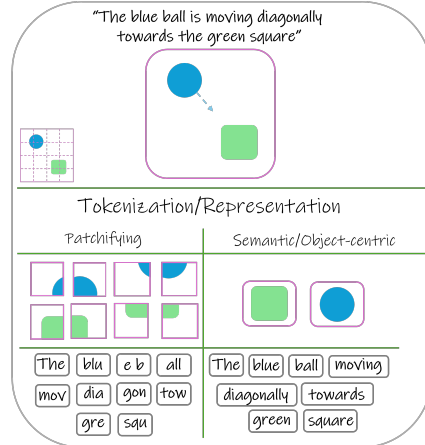 "The blue ball is moving diagonally
towards the green square"
Tokenization/Representation
Patchifying
Semantic/Object-centric
The blu e b all
mov dia gon tow
gre squ
The blue ball moving
diagonally towards
green square